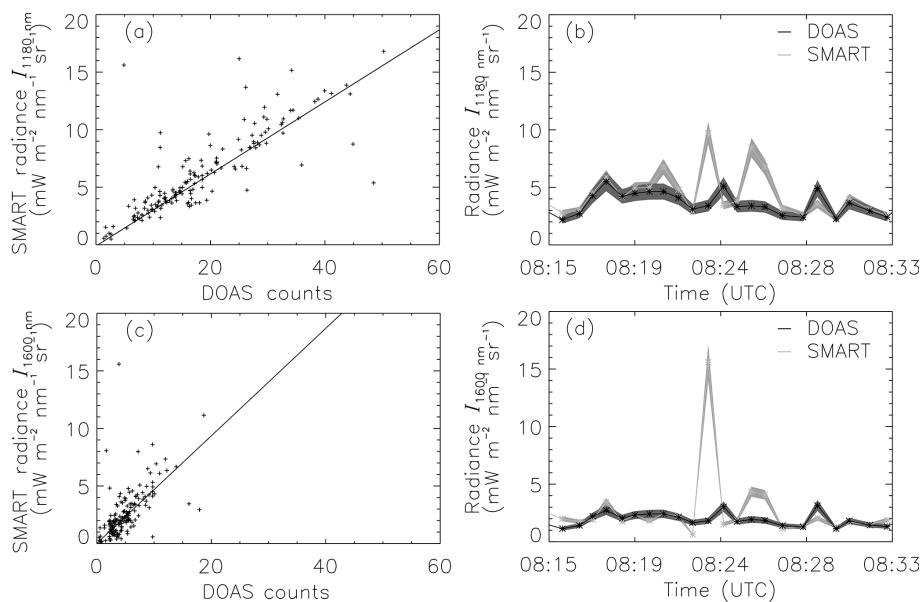 (a)
SMART radiance I1180 nm
(mW m−2 nm−1 sr−1)
20
15
10
5
0
0 20 40 60
DOAS counts
(b)
DOAS
SMART
Radiance I1180 nm
(mW m−2 nm−1 sr−1)
20
15
10
5
0
08:15 08:19 08:24 08:28 08:33
Time (UTC)
(c)
SMART radiance I1600 nm
(mW m−2 nm−1 sr−1)
20
15
10
5
0
0 20 40 60
DOAS counts
(d)
DOAS
SMART
Radiance I1600 nm
(mW m−2 nm−1 sr−1)
20
15
10
5
0
08:15 08:19 08:24 08:28 08:33
Time (UTC)